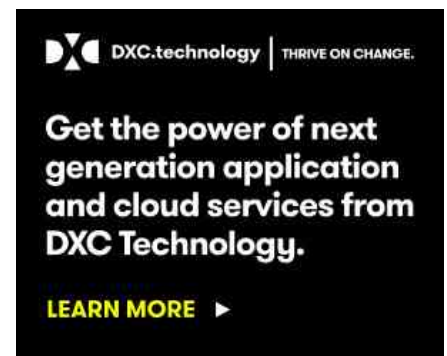 DXC.technology | THRIVE ON CHANGE.
Get the power of next
generation application
and cloud services from
DXC Technology.
LEARN MORE ►